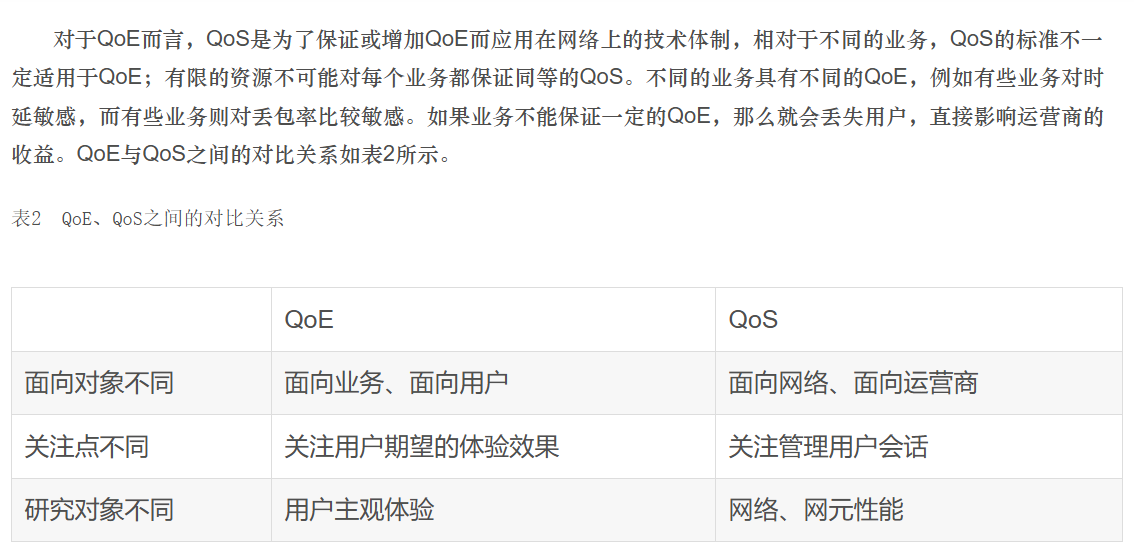 对于QoE而言，QoS是为了保证或增加QoE而应用在网络上的技术体制，相对于不同的业务，QoS的标准不一
定适用于QoE；有限的资源不可能对每个业务都保证同等的QoS。不同的业务具有不同的QoE，例如有些业务对时
延敏感，而有些业务则对丢包率比较敏感。如果业务不能保证一定的QoE，那么就会丢失用户，直接影响运营商的
收益。QoE与QoS之间的对比关系如表2所示。
表2 QoE、QoS之间的对比关系
QoE QoS
面向对象不同 面向业务、面向用户 面向网络、面向运营商
关注点不同 关注用户期望的体验效果 关注管理用户会话
研究对象不同 用户主观体验 网络、网元性能